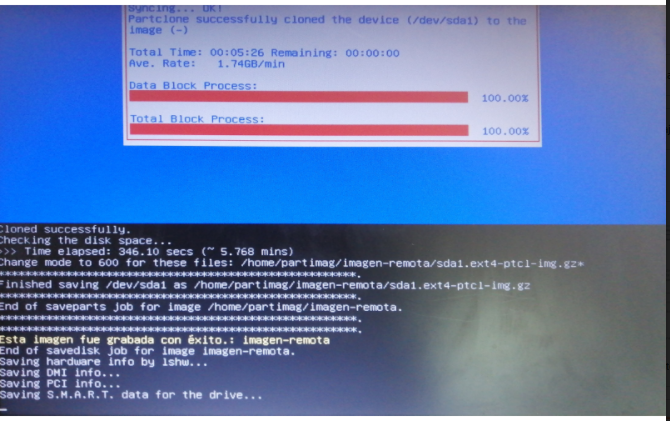 Syncing... OK!
Partclone successfully cloned the device (/dev/sda1) to the
image (-)
Total Time: 00:05:26 Remaining: 00:00:00
Ave. Rate: 1.74GB/min
Data Block Process:
100.00%
Total Block Process:
100.00%
Cloned successfully.
Checking the disk space...
>>> Time elapsed: 346.10 secs (~ 5.768 mins)
Change mode to 600 for these files: /home/partimag/imagen-remota/sda1.ext4-ptcl-img.gz*
*****************************************************.
Finished saving /dev/sda1 as /home/partimag/imagen-remota/sda1.ext4-ptcl-img.gz
*****************************************************.
End of saveparts job for image /home/partimag/imagen-remota.
*****************************************************.
*****************************************************.
Esta imagen fue grabada con éxito.: imagen-remota
End of savedisk job for image imagen-remota.
Saving hardware info by lshw...
Saving DMI info...
Saving PCI info...
Saving S.M.A.R.T. data for the drive...